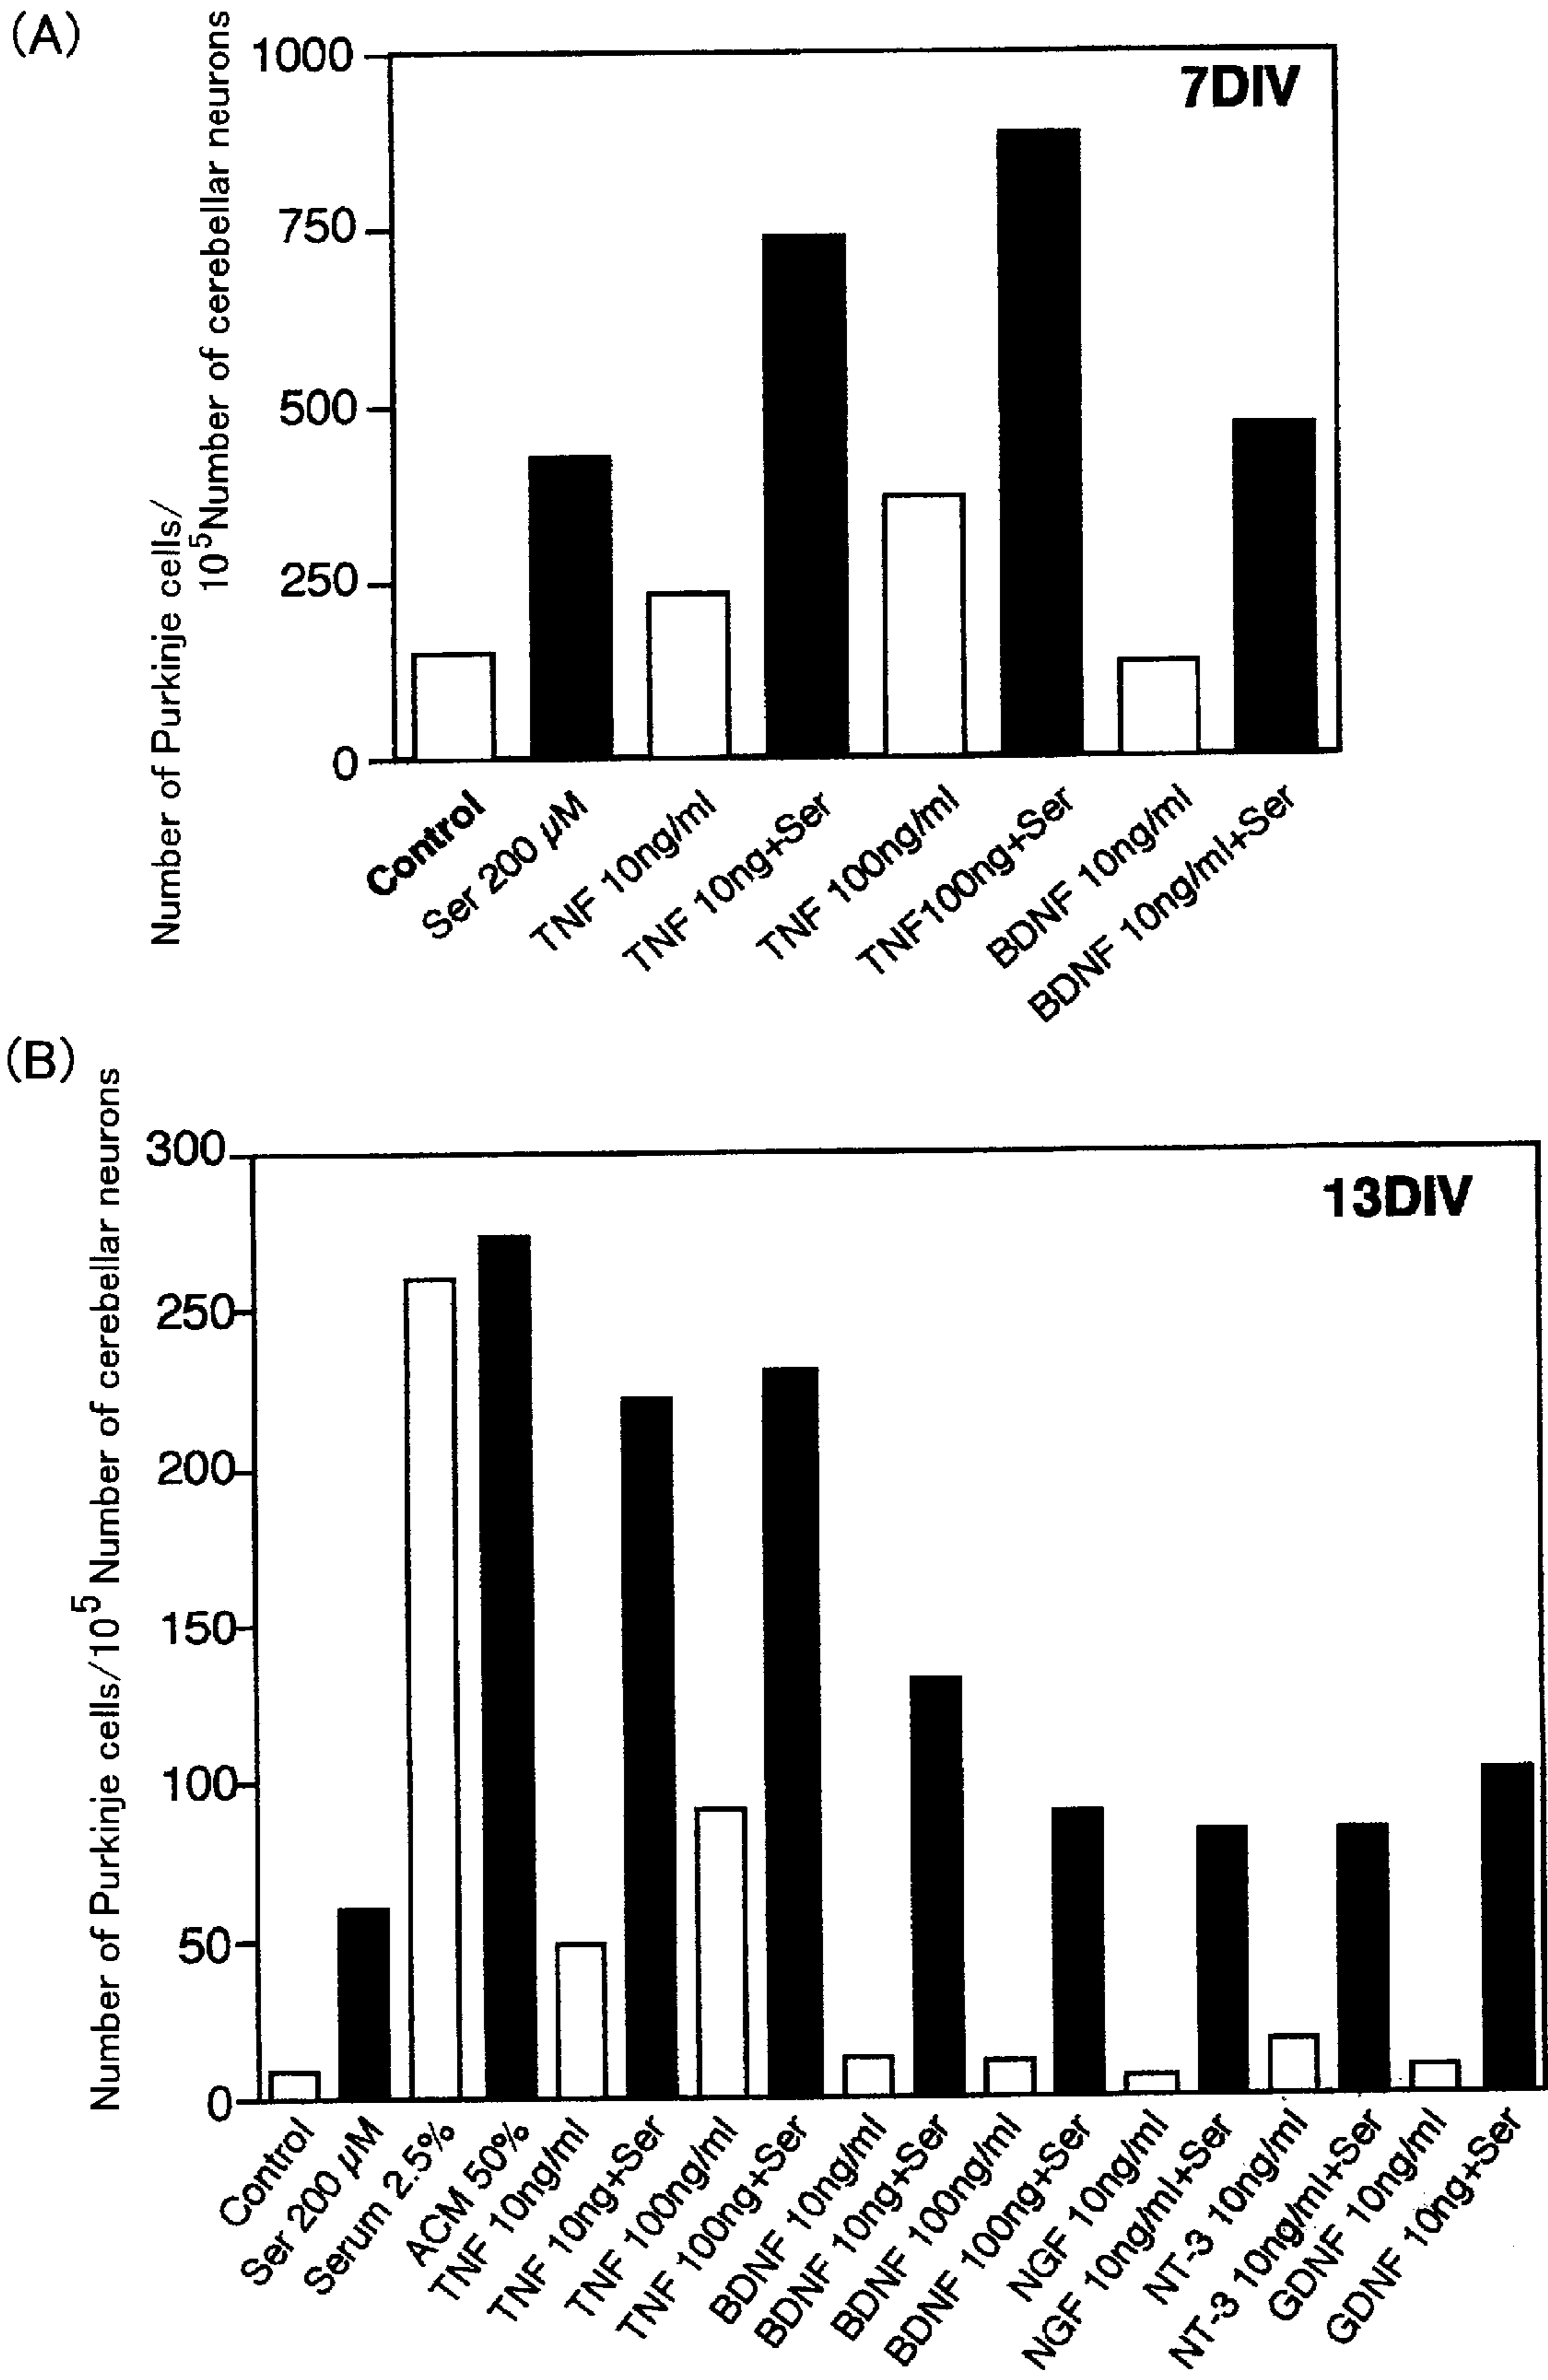 (A)
Number of Purkinje cells/
10⁵Number of cerebellar neurons
1000
750
500
250
0
7DIV
Control
Ser 200 μM
TNF 10ng/ml
TNF 10ng+Ser
TNF 100ng/ml
TNF100ng+Ser
BDNF 10ng/ml
BDNF 10ng/ml+Ser
(B)
Number of Purkinje cells/10⁵ Number of cerebellar neurons
300
250
200
150
100
50
0
13DIV
Control
Ser 200 μM
Serum 2.5%
ACM 50%
TNF 10ng/ml
TNF 10ng+Ser
TNF 100ng/ml
TNF 100ng+Ser
BDNF 10ng/ml
BDNF 10ng+Ser
BDNF 100ng/ml
BDNF 100ng+Ser
NGF 10ng/ml
NGF 10ng/ml+Ser
NT-3 10ng/ml
NT-3 10ng/ml+Ser
GDNF 10ng/ml
GDNF 10ng+Ser